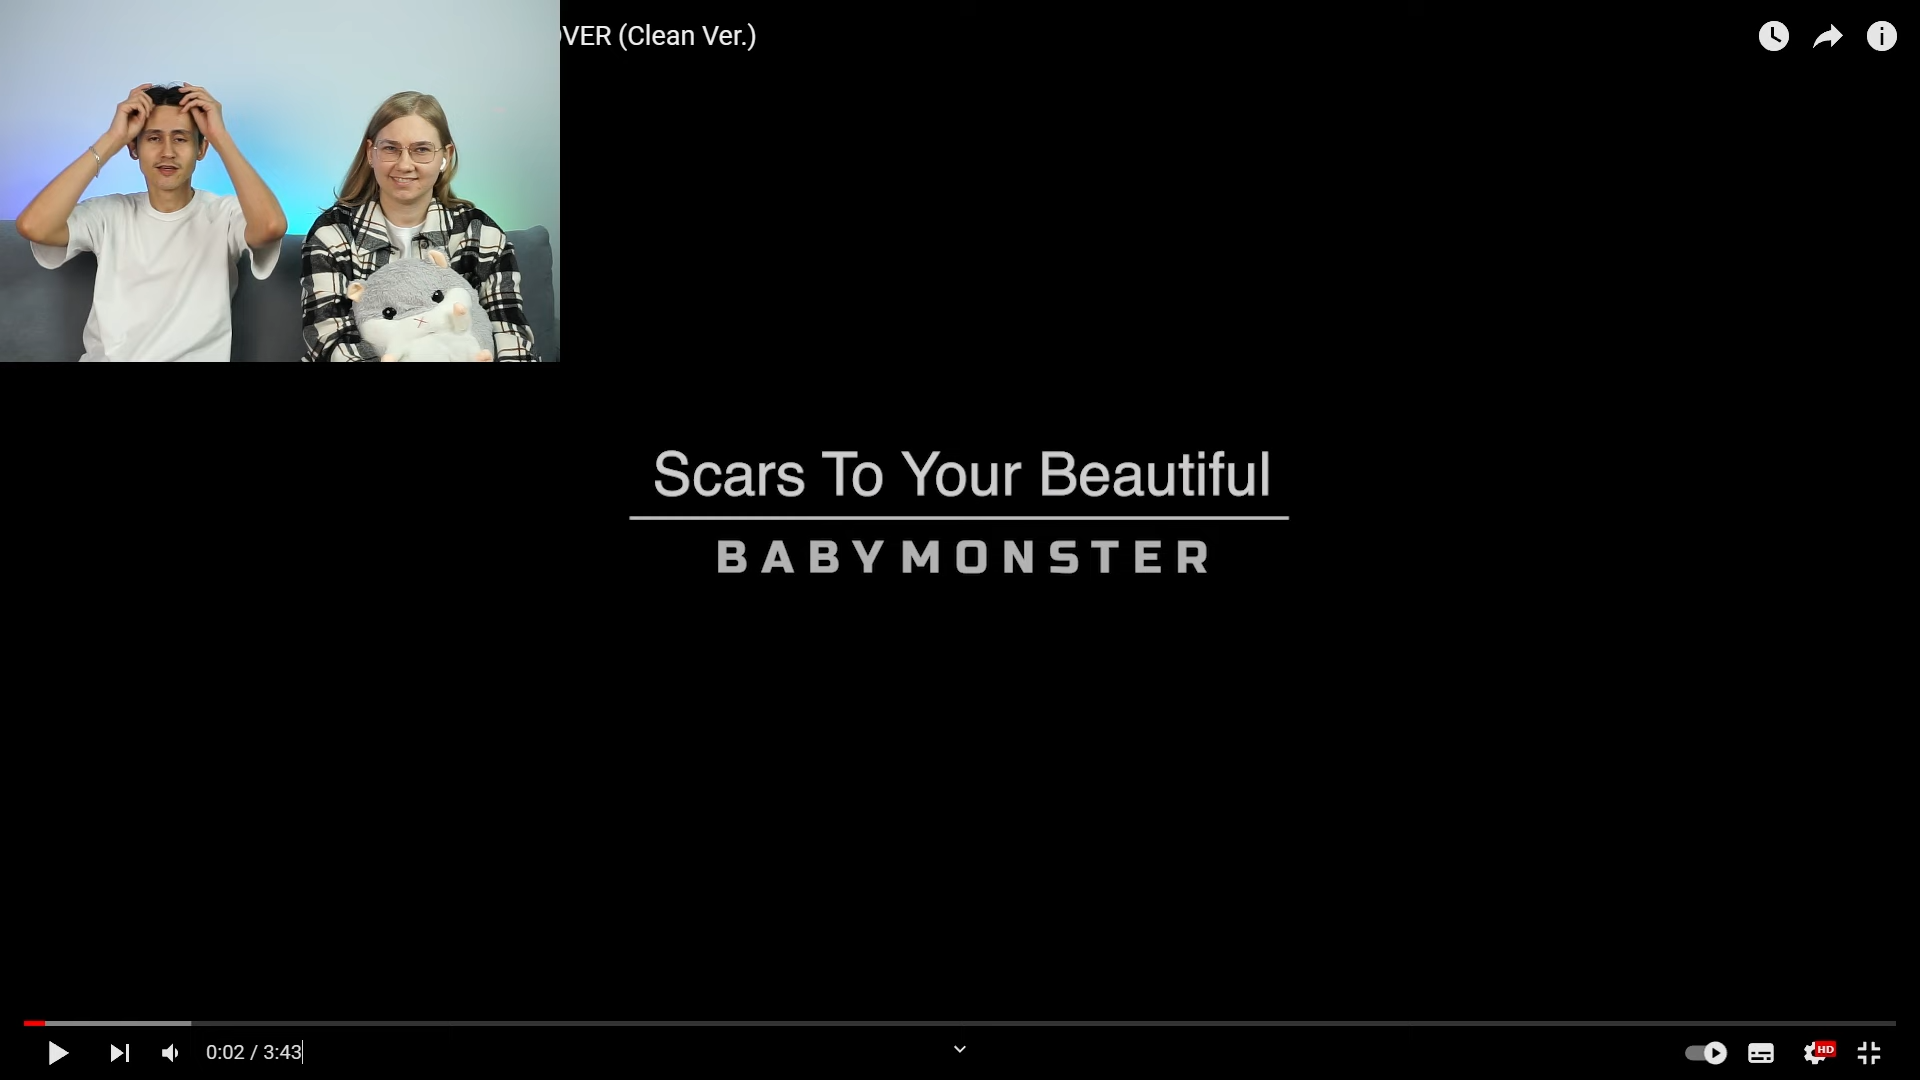 VER (Clean Ver.)
Scars To Your Beautiful
BABYMONSTER
0:02 / 3:43
HD